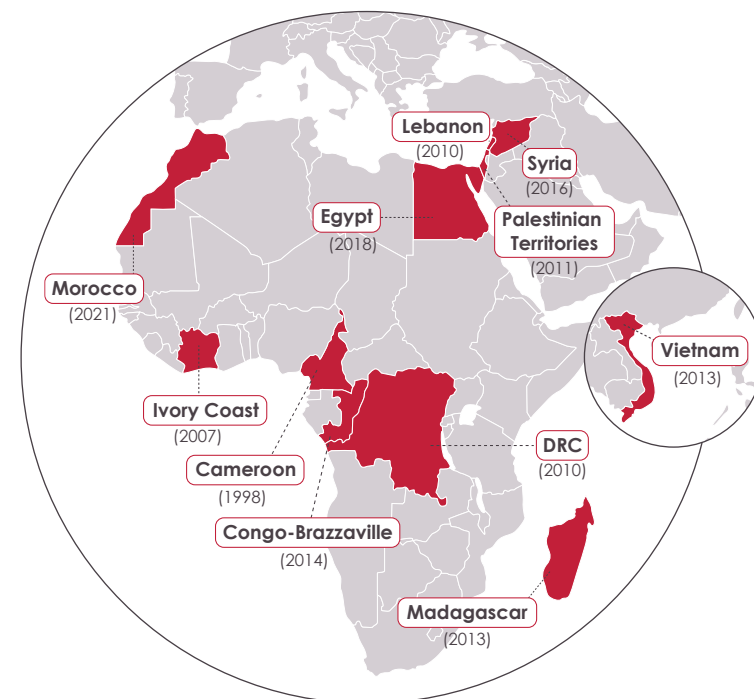 Lebanon
(2010)
Syria
(2016)
Egypt
(2018)
Palestinian
Territories
(2011)
Morocco
(2021)
Vietnam
(2013)
Ivory Coast
(2007)
DRC
(2010)
Cameroon
(1998)
Congo-Brazzaville
(2014)
Madagascar
(2013)